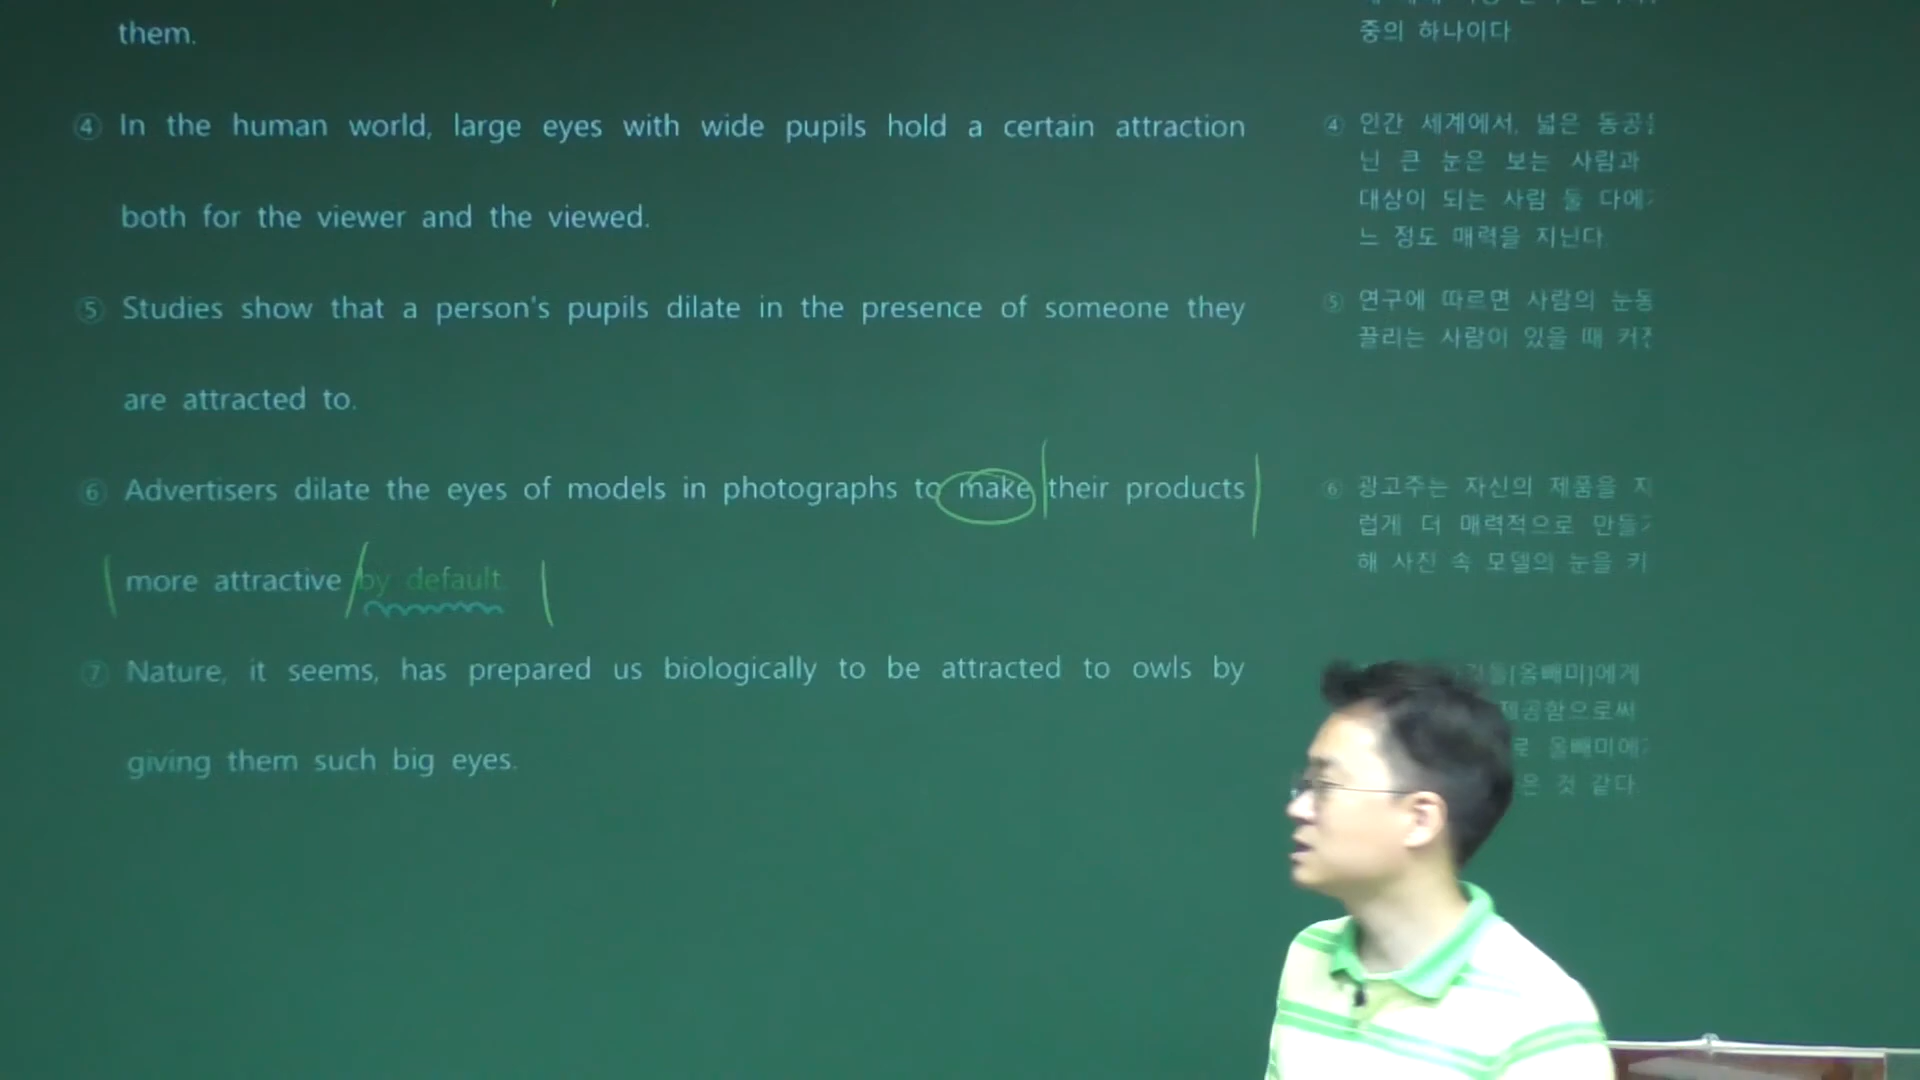 them.
④ In the human world, large eyes with wide pupils hold a certain attraction
both for the viewer and the viewed.
⑤ Studies show that a person's pupils dilate in the presence of someone they
are attracted to.
⑥ Advertisers dilate the eyes of models in photographs to make their products
more attractive by default.
⑦ Nature, it seems, has prepared us biologically to be attracted to owls by
giving them such big eyes.
중의 하나이다
④ 인간 세계에서, 넓은
닌 큰 눈은 보는 사람과
대상이 되는 사람 둘
느 정도 매력을 지닌다.
⑤ 연구에 따르면 사람의
끌리는 사람이 있을 때
⑥ 광고주는 자신의 제품을
럽게 더 매력적으로
해 사진 속 모델의 눈을
것 같다